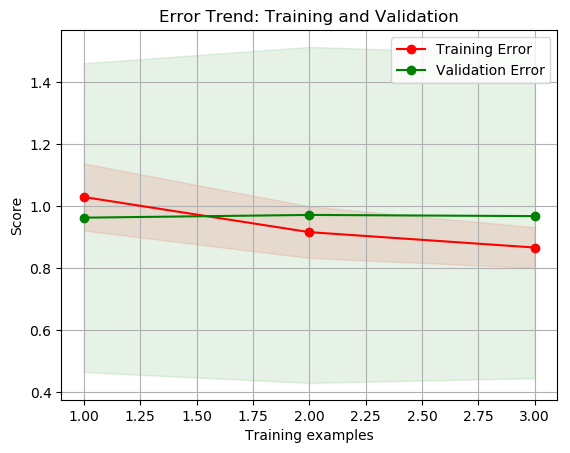 Error Trend: Training and Validation
Training Error
Validation Error
Score
1.4
1.2
1.0
0.8
0.6
0.4
1.00 1.25 1.50 1.75 2.00 2.25 2.50 2.75 3.00
Training examples